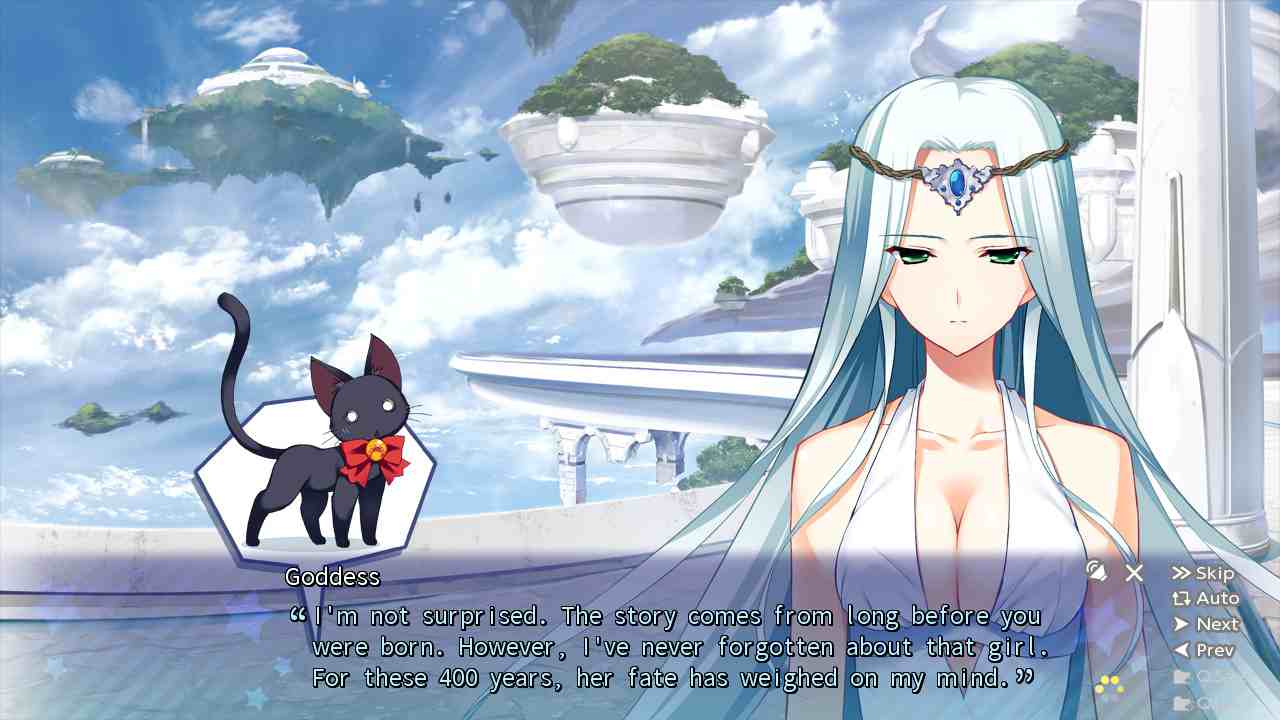 Goddess
“I'm not surprised. The story comes from long before you
were born. However, I've never forgotten about that girl.
For these 400 years, her fate has weighed on my mind.”
Skip
Auto
Next
Prev